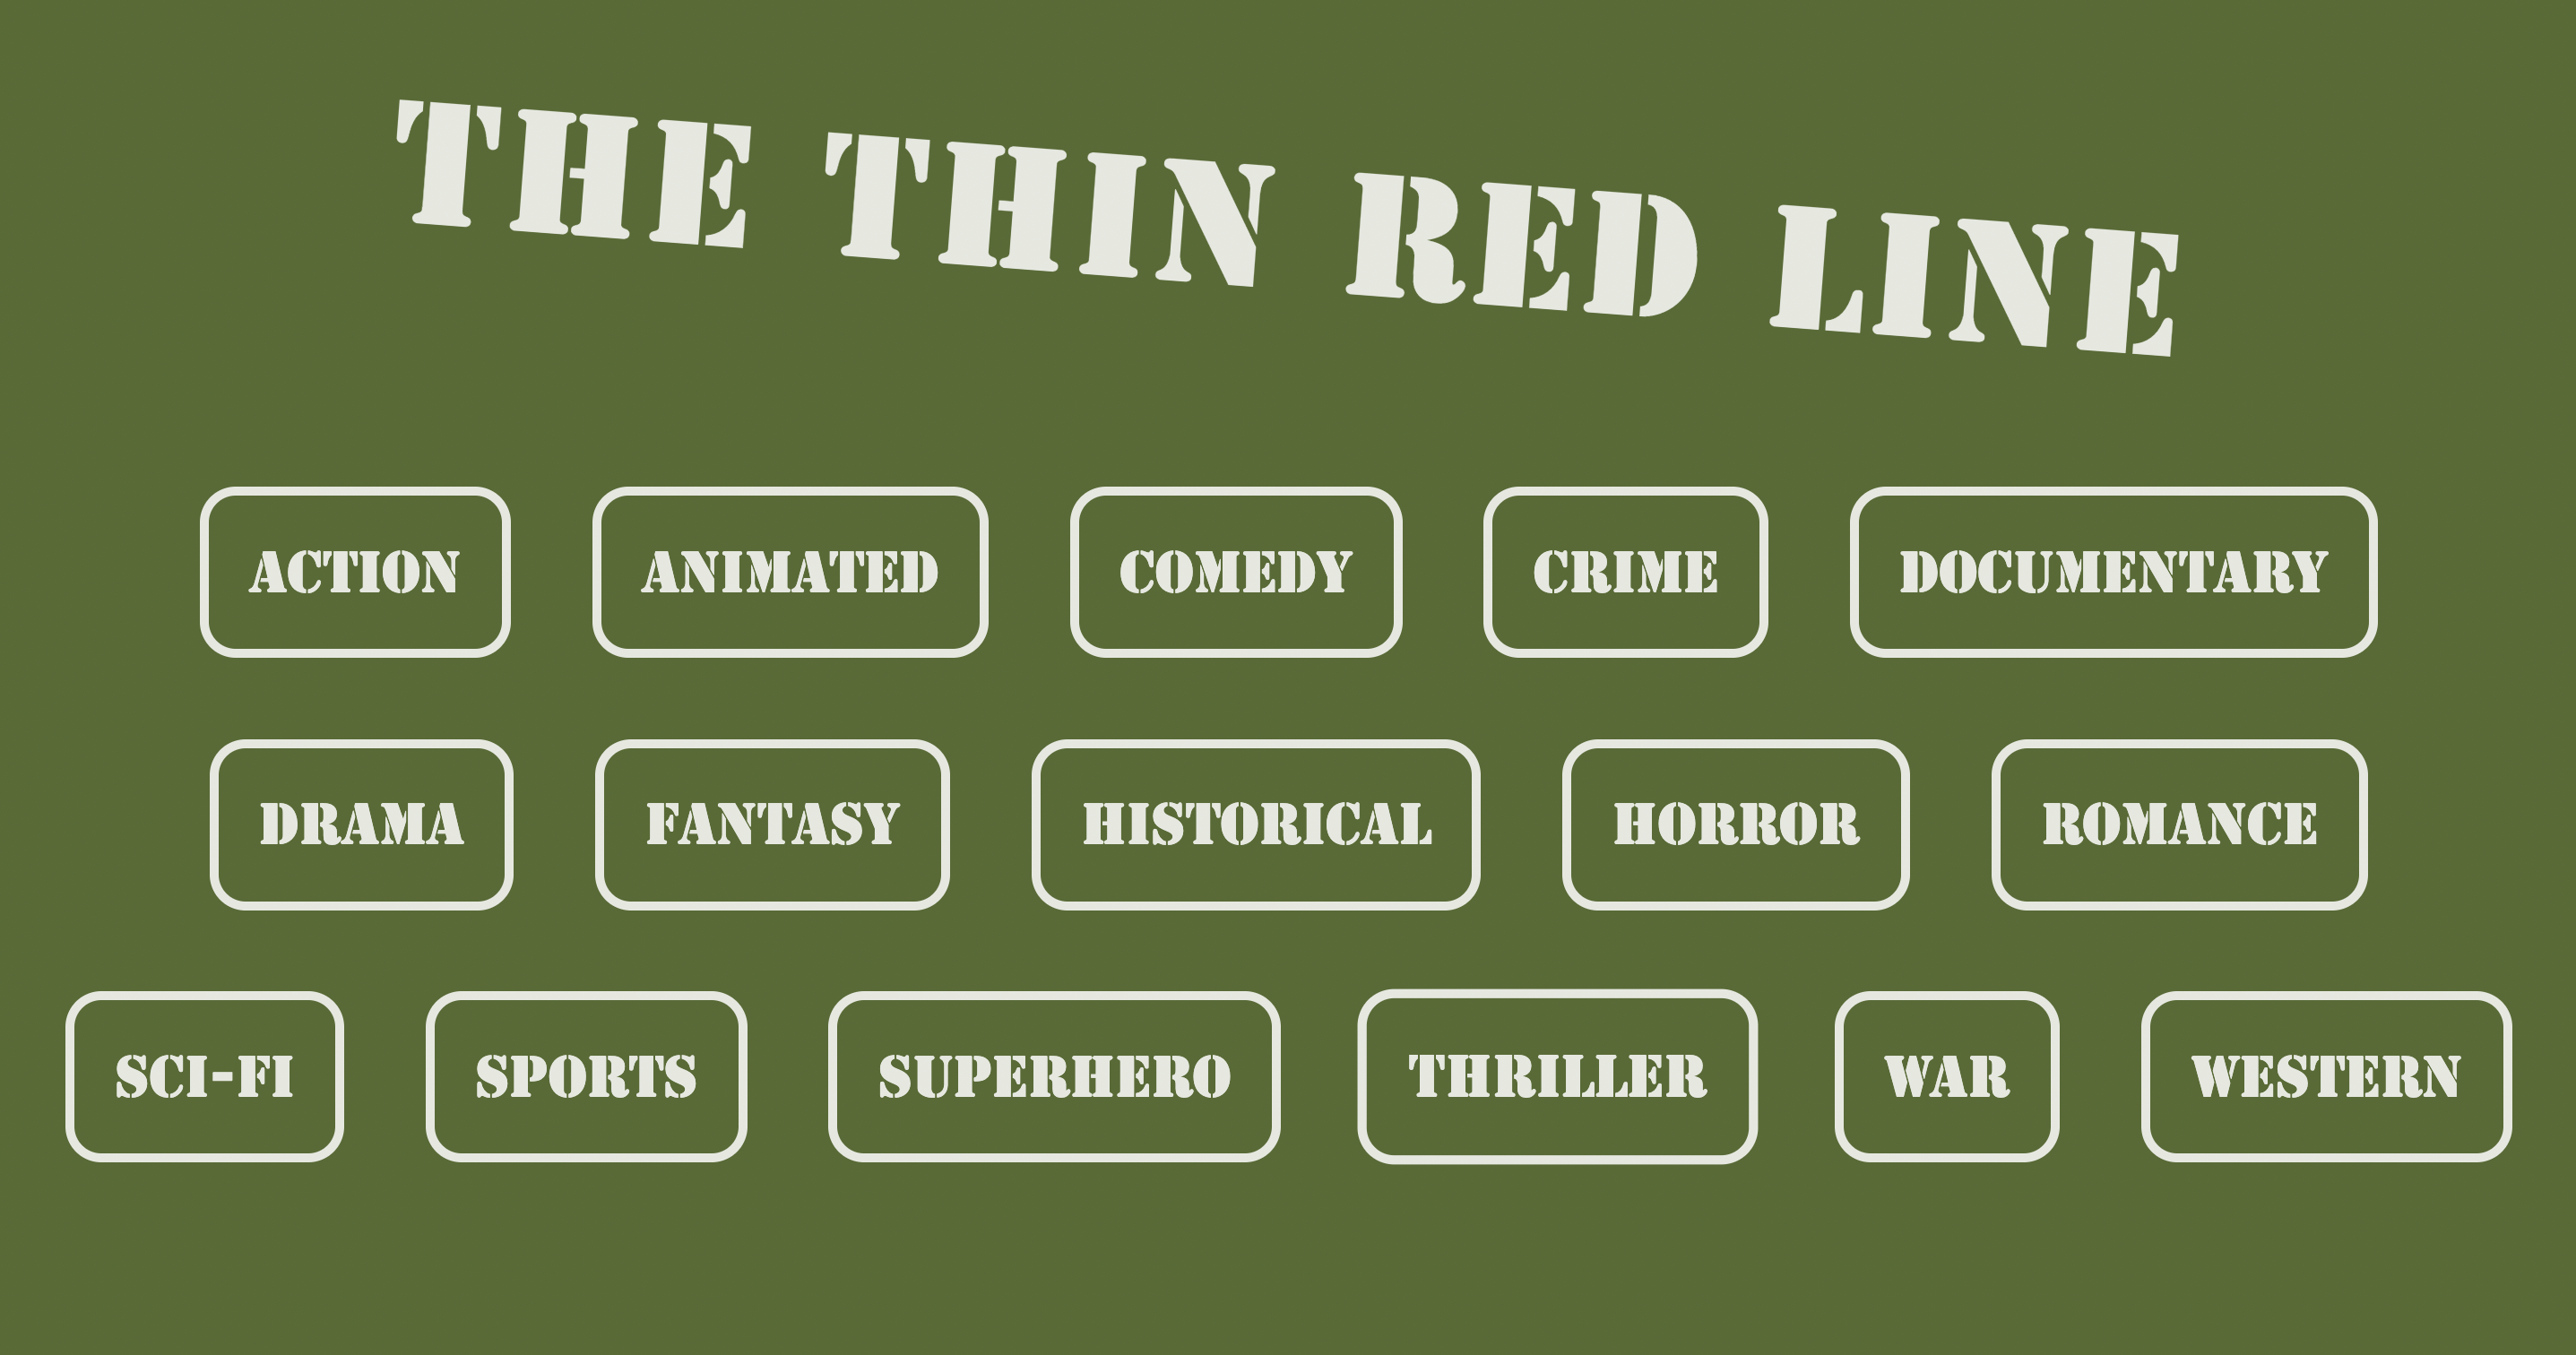 THE THIN RED LINE
ACTION ANIMATED COMEDY CRIME DOCUMENTARY
DRAMA FANTASY HISTORICAL HORROR ROMANCE
SCI-FI SPORTS SUPERHERO THRILLER WAR WESTERN